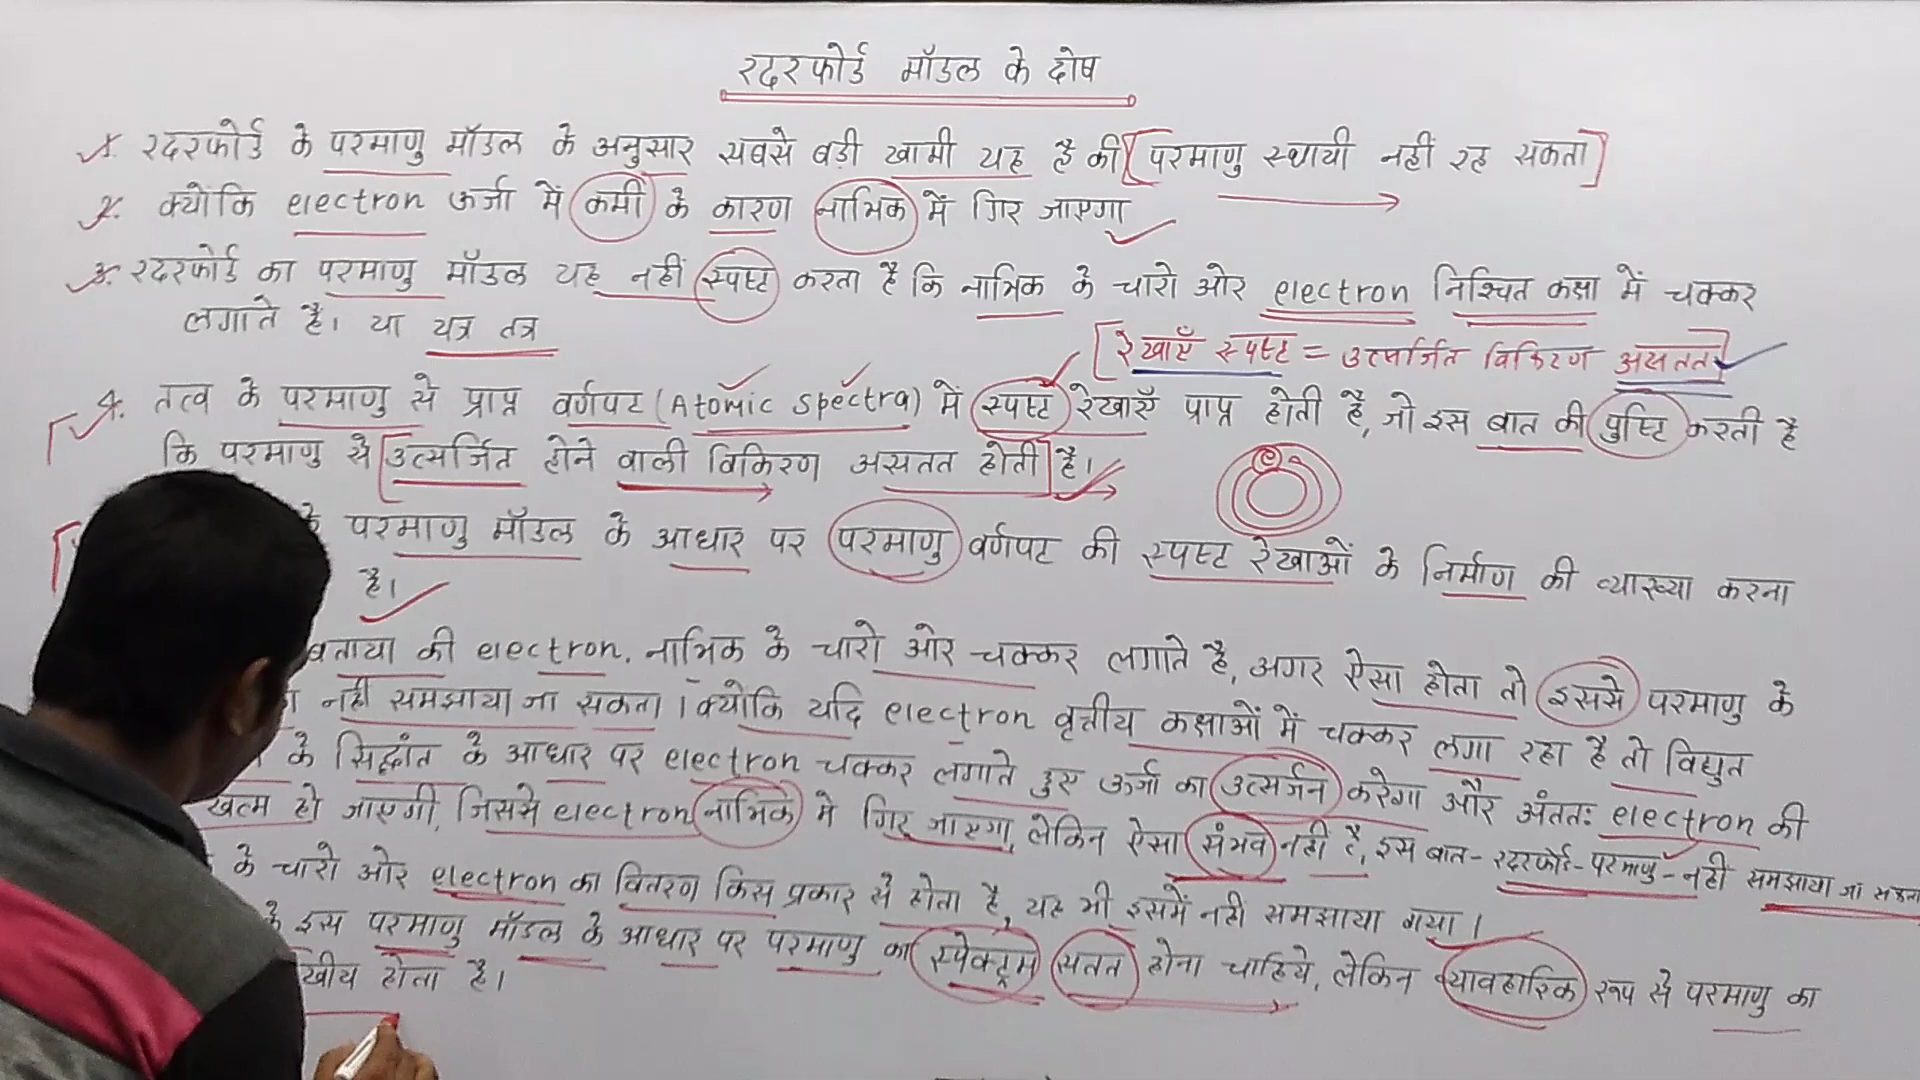 रदरफोर्ड मॉडल के दोष
1. रदरफोर्ड के परमाणु मॉडल के अनुसार सबसे बड़ी खामी यह है की [परमाणु स्थायी नहीं रह सकता]
2. क्योंकि electron ऊर्जा में कमी के कारण नाभिक में गिर जाएगा
3. रदरफोर्ड का परमाणु मॉडल यह नहीं स्पष्ट करता है कि नाभिक के चारो ओर electron निश्चित कक्षा में चक्कर
लगाते है। या यत्र तत्र
[रेखाएँ स्पष्ट = उत्सर्जित विकिरण असतत]
4. तत्व के परमाणु से प्राप्त वर्णपट (Atomic Spectra) में स्पष्ट रेखाएँ प्राप्त होती है, जो इस बात की पुष्टि करती है
कि परमाणु से [उत्सर्जित होने वाली विकिरण असतत होती] है।
e
के परमाणु मॉडल के आधार पर परमाणु वर्णपट की स्पष्ट रेखाओं के निर्माण की व्याख्या करना
है।
बताया की electron, नाभिक के चारो ओर चक्कर लगाते है, अगर ऐसा होता तो इससे परमाणु के
नही समझाया जा सकता। क्योकि यदि electron वृत्तीय कक्षाओं में चक्कर लगा रहा है तो विद्युत
के सिद्धांत के आधार पर electron चक्कर लगाते हुए ऊर्जा का उत्सर्जन करेगा और अंततः electron की
खत्म हो जाएगी, जिससे electron नाभिक मे गिर जाएगा, लेकिन ऐसा संभव नही है, इस बात - रदरफोर्ड - परमाणु - नही समझाया जा सकता
के चारो ओर electron का वितरण किस प्रकार से होता है, यह भी इसमें नही समझाया गया।
के इस परमाणु मॉडल के आधार पर परमाणु का स्पेक्ट्रम सतत होना चाहिये, लेकिन व्यावहारिक रूप से परमाणु का
होता है।